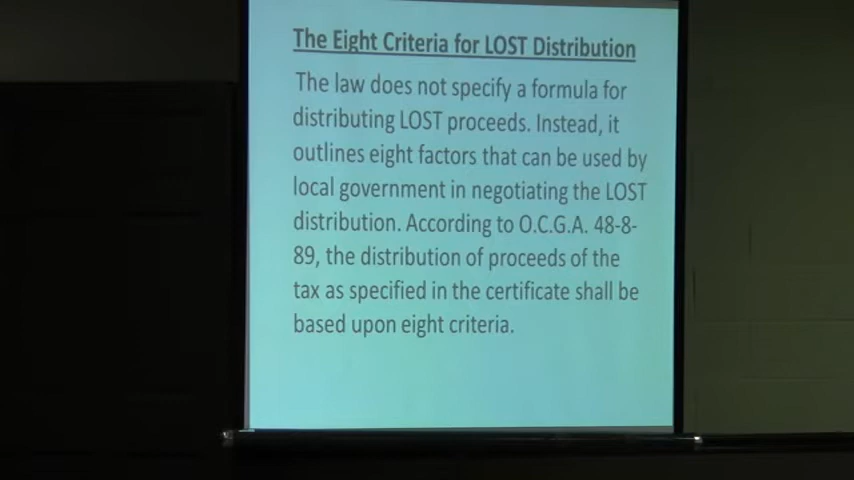 The Eight Criteria for LOST Distribution
The law does not specify a formula for
distributing LOST proceeds. Instead, it
outlines eight factors that can be used by
local government in negotiating the LOST
distribution. According to O.C.G.A. 48-8-
89, the distribution of proceeds of the
tax as specified in the certificate shall be
based upon eight criteria.